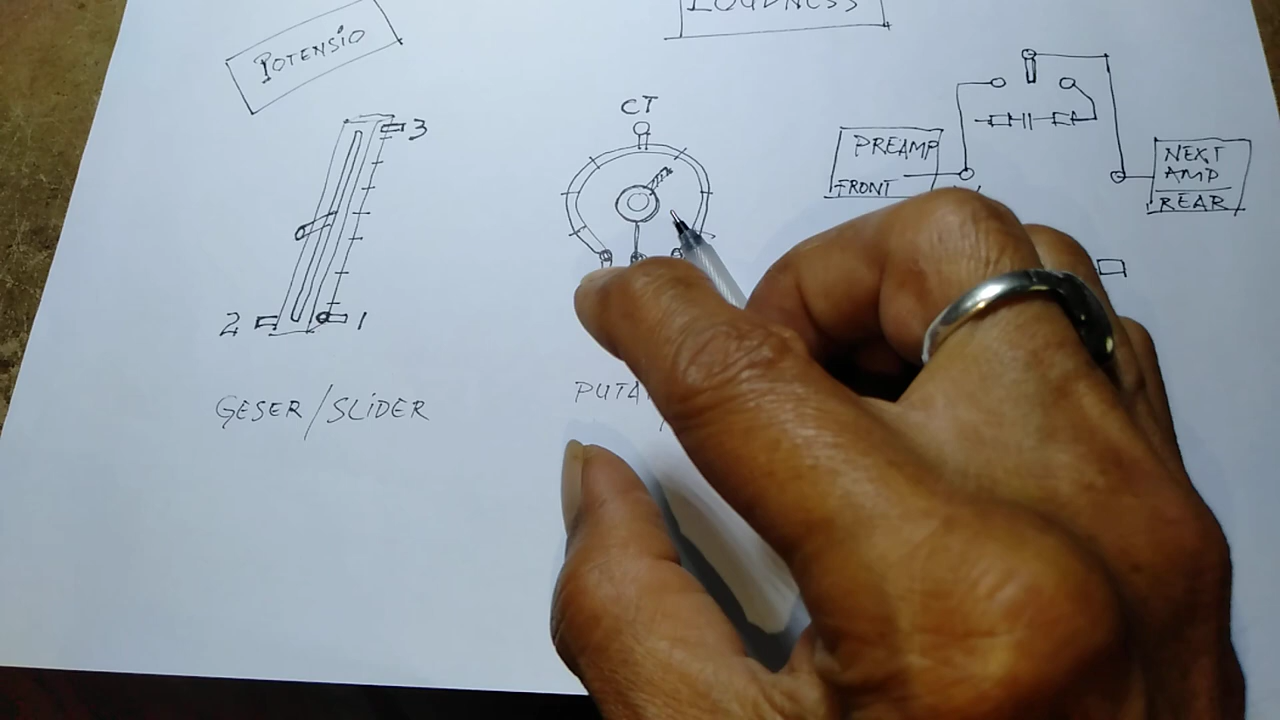 POTENSIO
LOUDNESS
CT
3
2
1
PREAMP
FRONT
NEXT
AMP
REAR
GESER/SLIDER